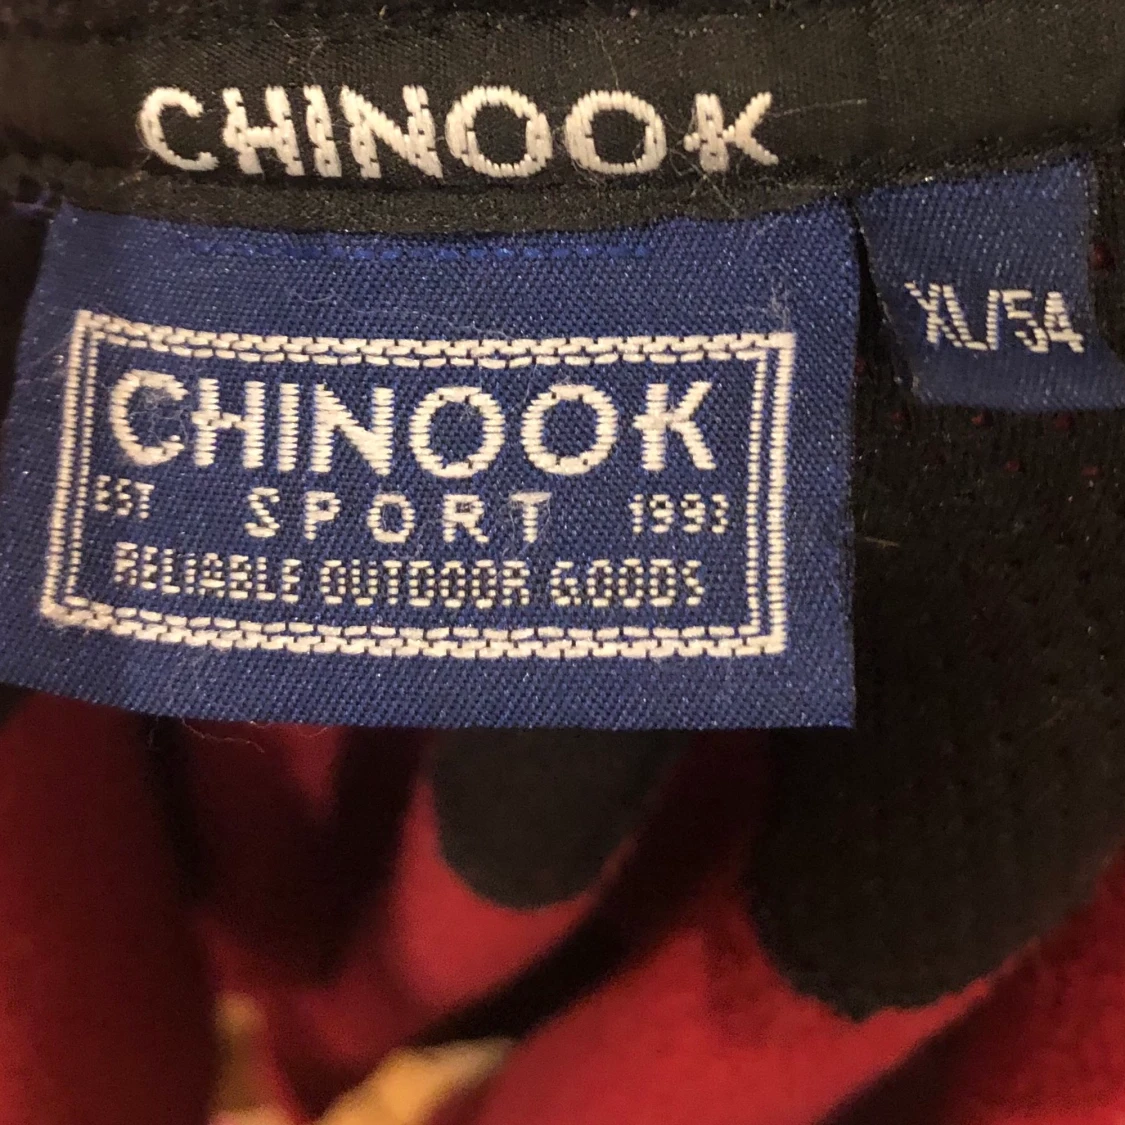 CHINOOK
XL/54
CHINOOK
EST SPORT 1993
RELIABLE OUTDOOR GOODS